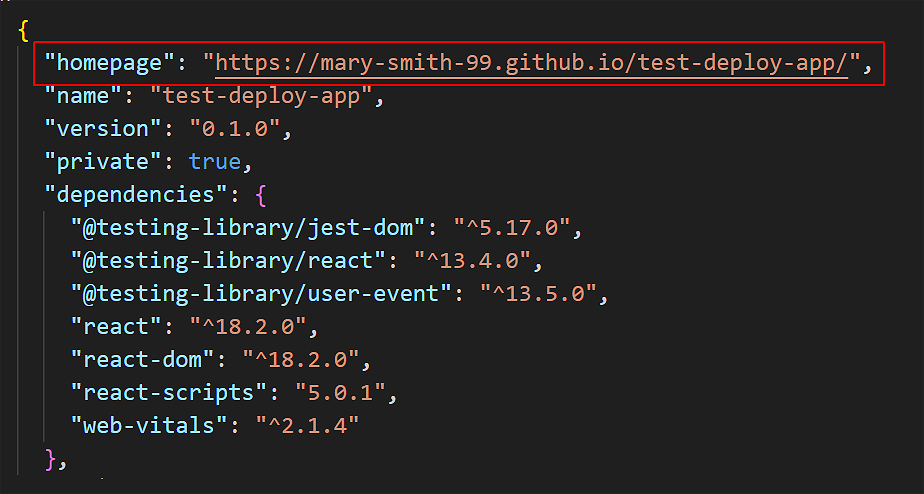 {
"homepage": "https://mary-smith-99.github.io/test-deploy-app/",
"name": "test-deploy-app",
"version": "0.1.0",
"private": true,
"dependencies": {
"@testing-library/jest-dom": "^5.17.0",
"@testing-library/react": "^13.4.0",
"@testing-library/user-event": "^13.5.0",
"react": "^18.2.0",
"react-dom": "^18.2.0",
"react-scripts": "5.0.1",
"web-vitals": "^2.1.4"
},